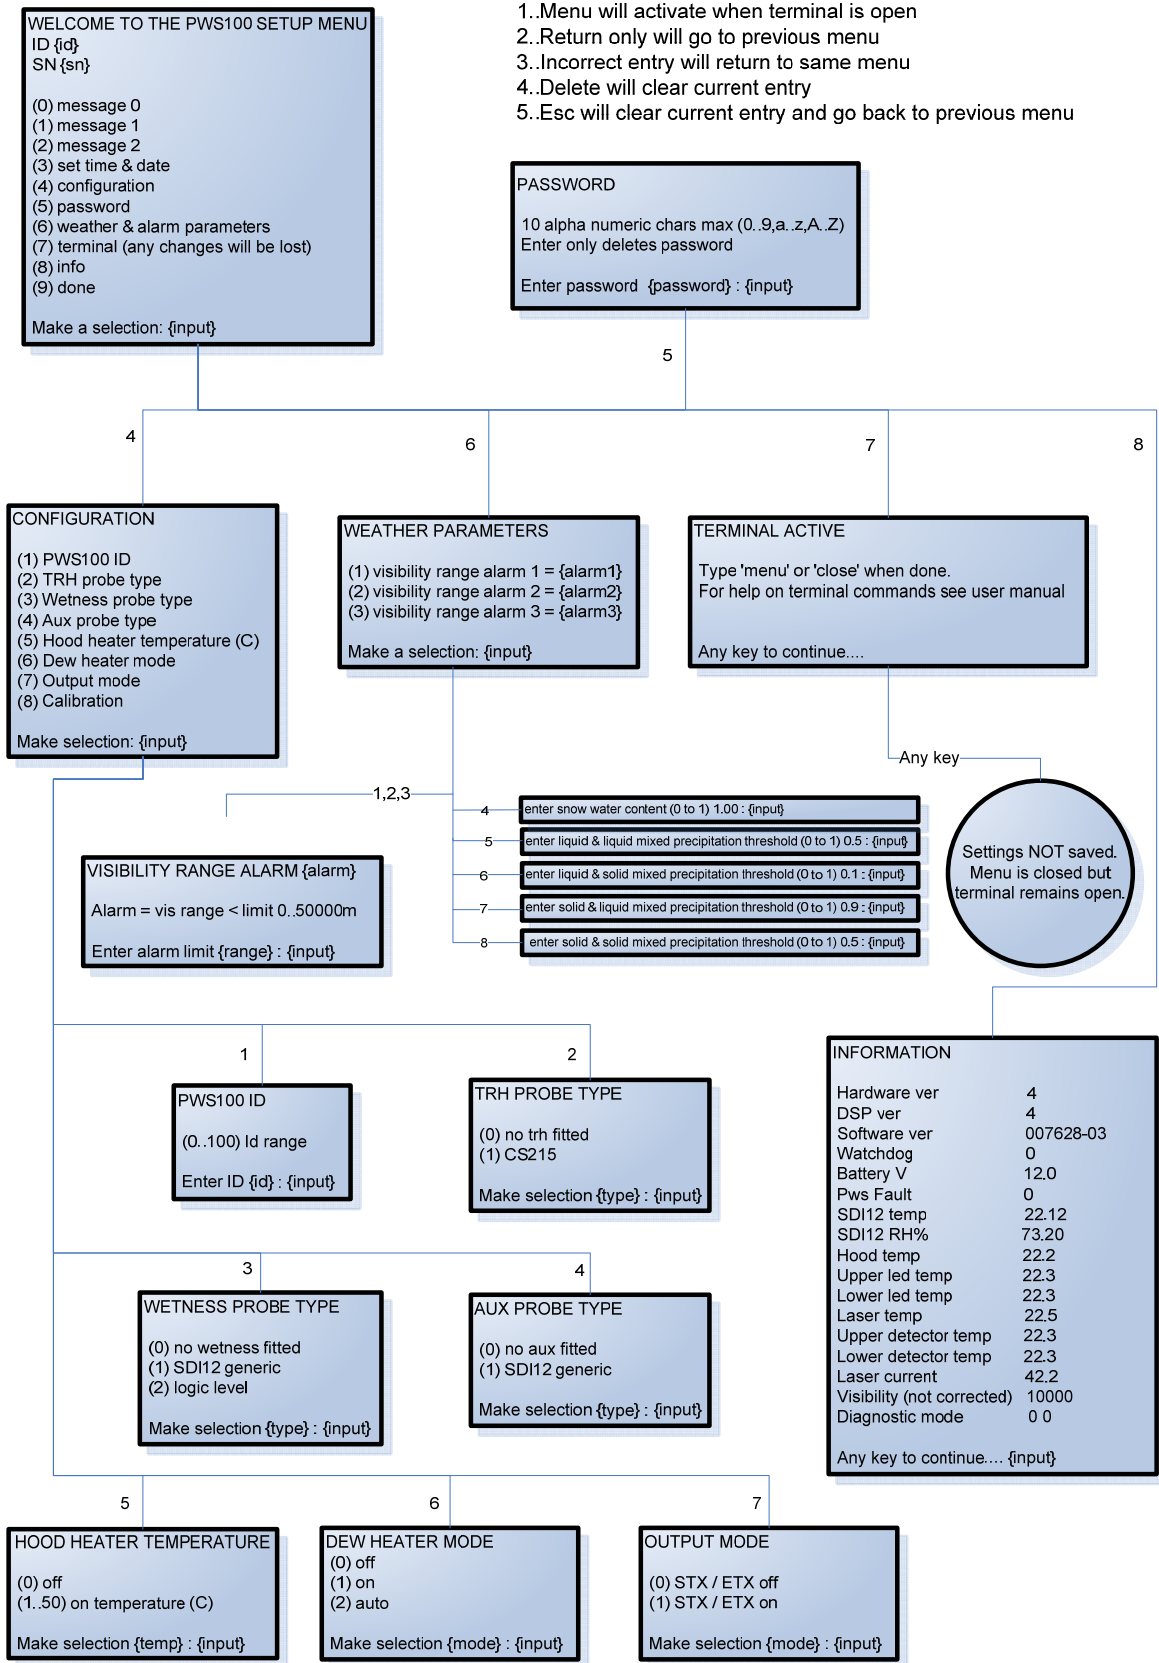 WELCOME TO THE PWS100 SETUP MENU
ID {id}
SN {sn}
(0) message 0
(1) message 1
(2) message 2
(3) set time & date
(4) configuration
(5) password
(6) weather & alarm parameters
(7) terminal (any changes will be lost)
(8) info
(9) done
Make a selection: {input}
1..Menu will activate when terminal is open
2..Return only will go to previous menu
3..Incorrect entry will return to same menu
4..Delete will clear current entry
5..Esc will clear current entry and go back to previous menu
PASSWORD
10 alpha numeric chars max (0..9,a..z,A..Z)
Enter only deletes password
Enter password {password} : {input}
5
4
6
7
8
CONFIGURATION
(1) PWS100 ID
(2) TRH probe type
(3) Wetness probe type
(4) Aux probe type
(5) Hood heater temperature (C)
(6) Dew heater mode
(7) Output mode
(8) Calibration
Make selection: {input}
WEATHER PARAMETERS
(1) visibility range alarm 1 = {alarm1}
(2) visibility range alarm 2 = {alarm2}
(3) visibility range alarm 3 = {alarm3}
Make a selection: {input}
TERMINAL ACTIVE
Type 'menu' or 'close' when done.
For help on terminal commands see user manual
Any key to continue....
Any key
Settings NOT saved.
Menu is closed but
terminal remains open.
1,2,3
4
enter snow water content (0 to 1) 1.00 : {input}
5
enter liquid & liquid mixed precipitation threshold (0 to 1) 0.5 : {input}
6
enter liquid & solid mixed precipitation threshold (0 to 1) 0.1 : {input}
7
enter solid & liquid mixed precipitation threshold (0 to 1) 0.9 : {input}
8
enter solid & solid mixed precipitation threshold (0 to 1) 0.5 : {input}
VISIBILITY RANGE ALARM {alarm}
Alarm = vis range < limit 0..50000m
Enter alarm limit {range} : {input}
1
2
PWS100 ID
(0..100) Id range
Enter ID {id} : {input}
TRH PROBE TYPE
(0) no trh fitted
(1) CS215
Make selection {type} : {input}
INFORMATION
Hardware ver 4
DSP ver 4
Software ver 007628-03
Watchdog 0
Battery V 12.0
Pws Fault 0
SDI12 temp 22.12
SDI12 RH% 73.20
Hood temp 22.2
Upper led temp 22.3
Lower led temp 22.3
Laser temp 22.5
Upper detector temp 22.3
Lower detector temp 22.3
Laser current 42.2
Visibility (not corrected) 10000
Diagnostic mode 0 0
Any key to continue.... {input}
3
4
WETNESS PROBE TYPE
(0) no wetness fitted
(1) SDI12 generic
(2) logic level
Make selection {type} : {input}
AUX PROBE TYPE
(0) no aux fitted
(1) SDI12 generic
Make selection {type} : {input}
5
6
7
HOOD HEATER TEMPERATURE
(0) off
(1..50) on temperature (C)
Make selection {temp} : {input}
DEW HEATER MODE
(0) off
(1) on
(2) auto
Make selection {mode} : {input}
OUTPUT MODE
(0) STX / ETX off
(1) STX / ETX on
Make selection {mode} : {input}